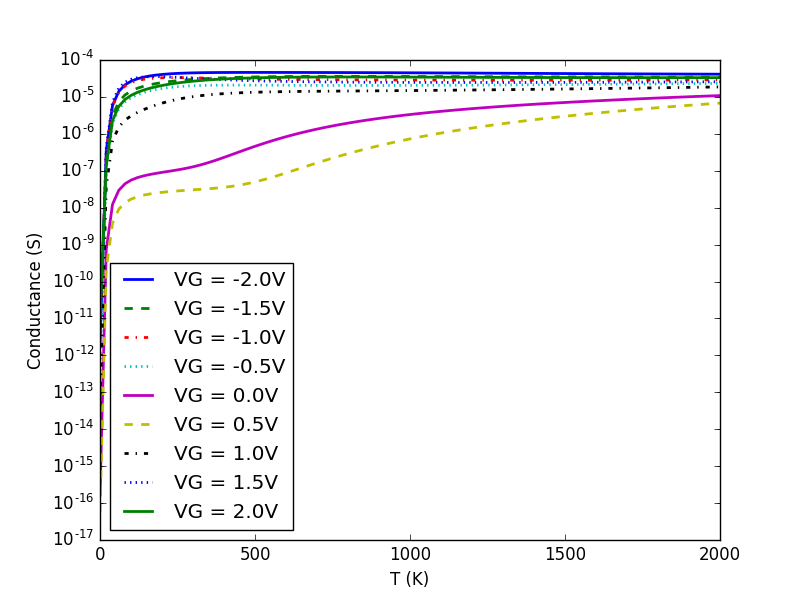 10^-4
10^-5
10^-6
10^-7
10^-8
10^-9
10^-10
10^-11
10^-12
10^-13
10^-14
10^-15
10^-16
10^-17
Conductance (S)
VG = -2.0V
VG = -1.5V
VG = -1.0V
VG = -0.5V
VG = 0.0V
VG = 0.5V
VG = 1.0V
VG = 1.5V
VG = 2.0V
0 500 1000 1500 2000
T (K)